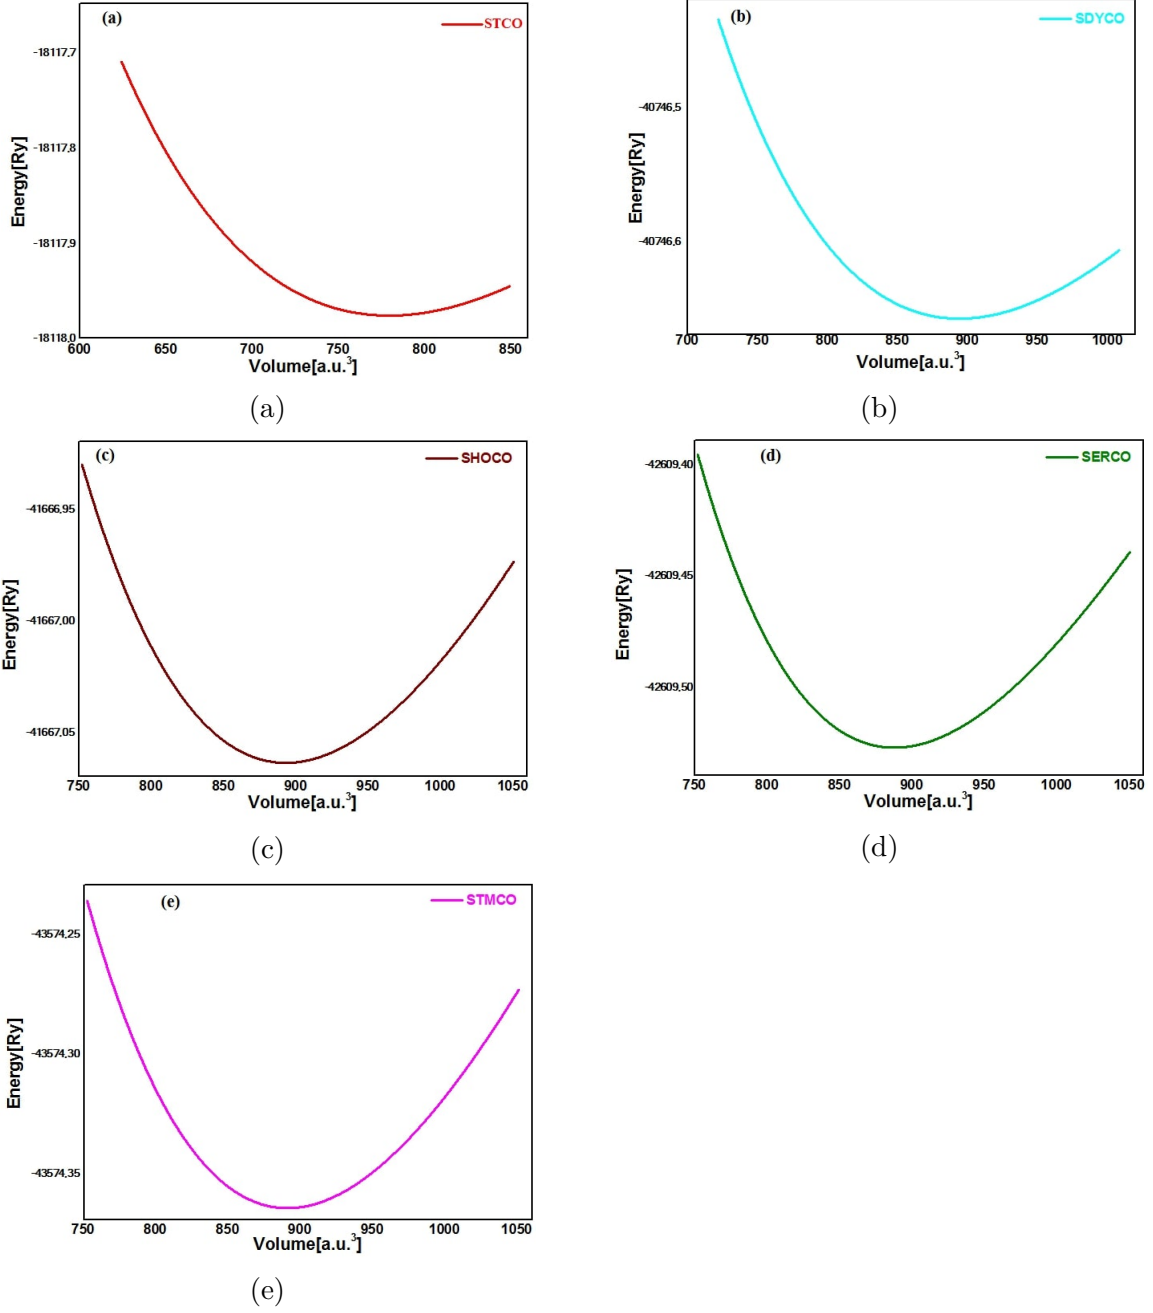 (a)
STCO
-18117,7
-18117,8
-18117,9
-18118,0
Energy[Ry]
600 650 700 750 800 850
Volume[a.u.³]
(a)
(b)
SDYCO
-40746,5
-40746,6
Energy[Ry]
700 750 800 850 900 950 1000
Volume[a.u.³]
(b)
(c)
SHOCO
-41666,95
-41667,00
-41667,05
Energy[Ry]
750 800 850 900 950 1000 1050
Volume[a.u.³]
(c)
(d)
SERCO
-42609,40
-42609,45
-42609,50
Energy[Ry]
750 800 850 900 950 1000 1050
Volume[a.u.³]
(d)
(e)
STMCO
-43574,25
-43574,30
-43574,35
Energy[Ry]
750 800 850 900 950 1000 1050
Volume[a.u.³]
(e)